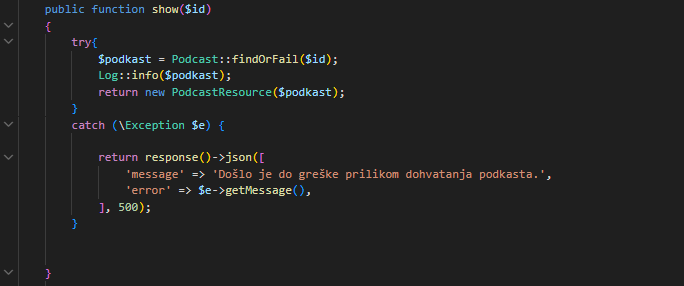 public function show($id)
{
try{
$podkast = Podcast::findOrFail($id);
Log::info($podkast);
return new PodcastResource($podkast);
}
catch (\Exception $e) {
return response()->json([
'message' => 'Došlo je do greške prilikom dohvatanja podkasta.',
'error' => $e->getMessage(),
], 500);
}
}